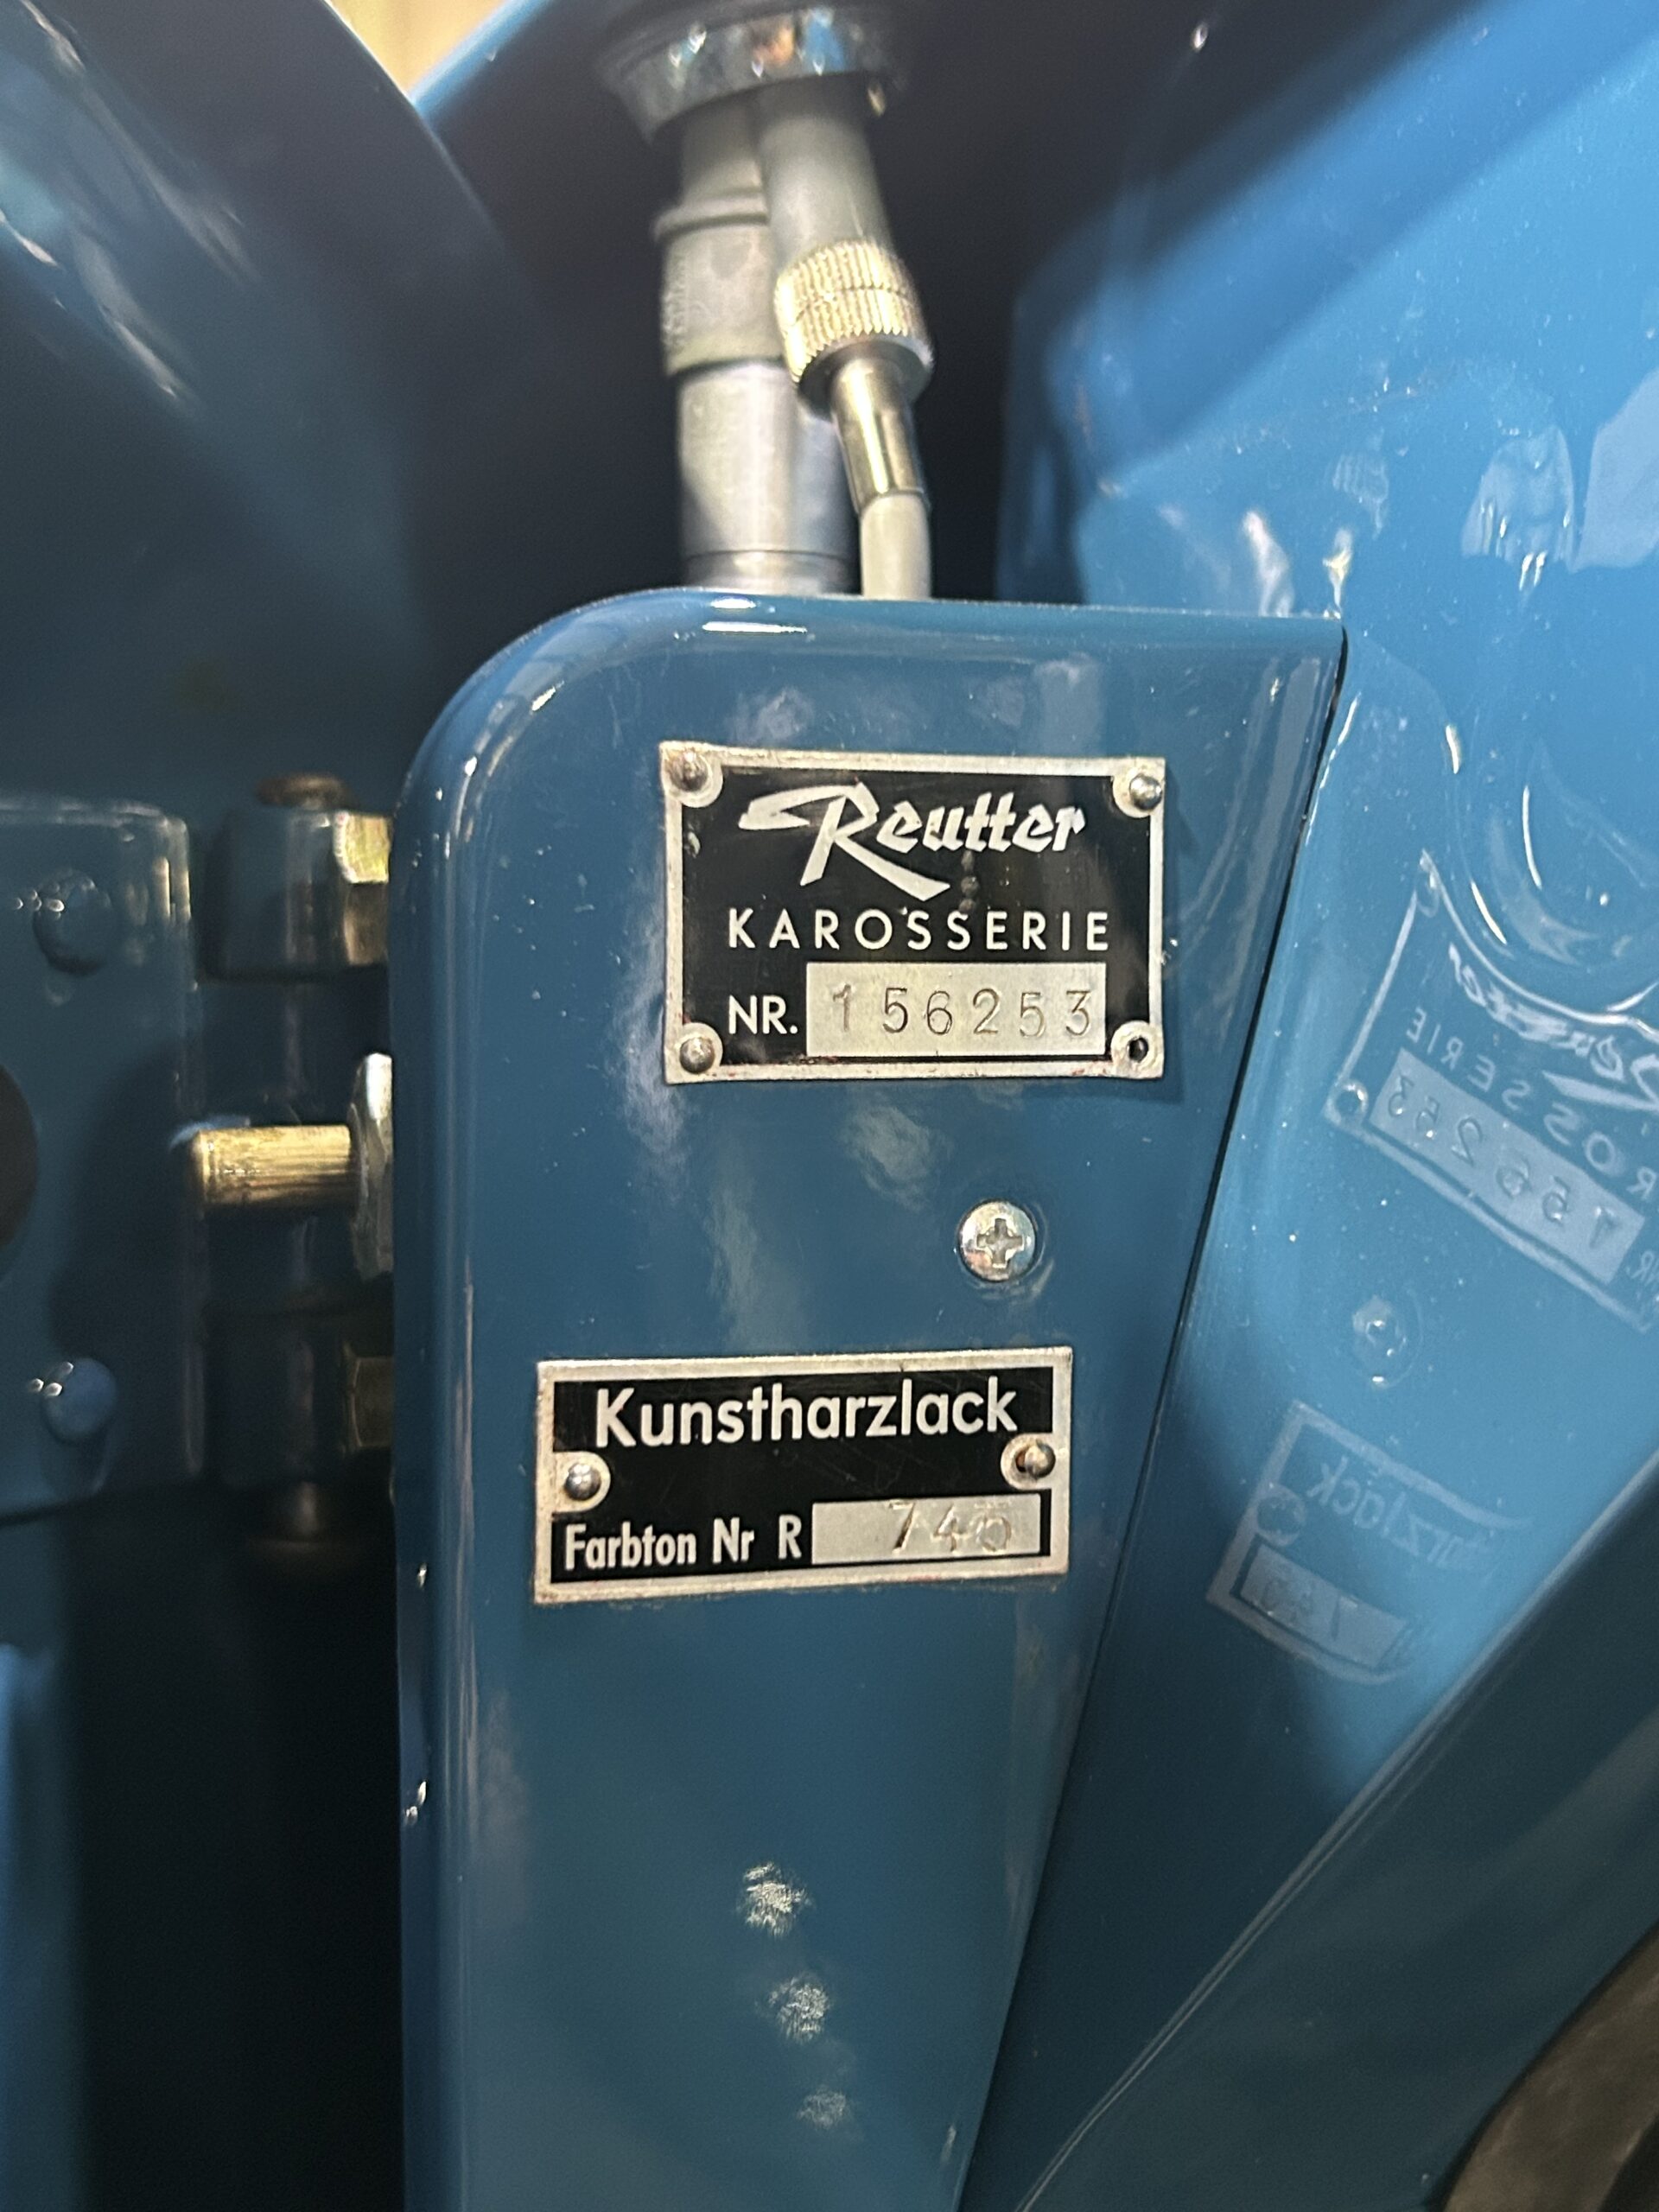 Reutter
KAROSSERIE
NR. 156253
Kunstharzlack
Farbton Nr R